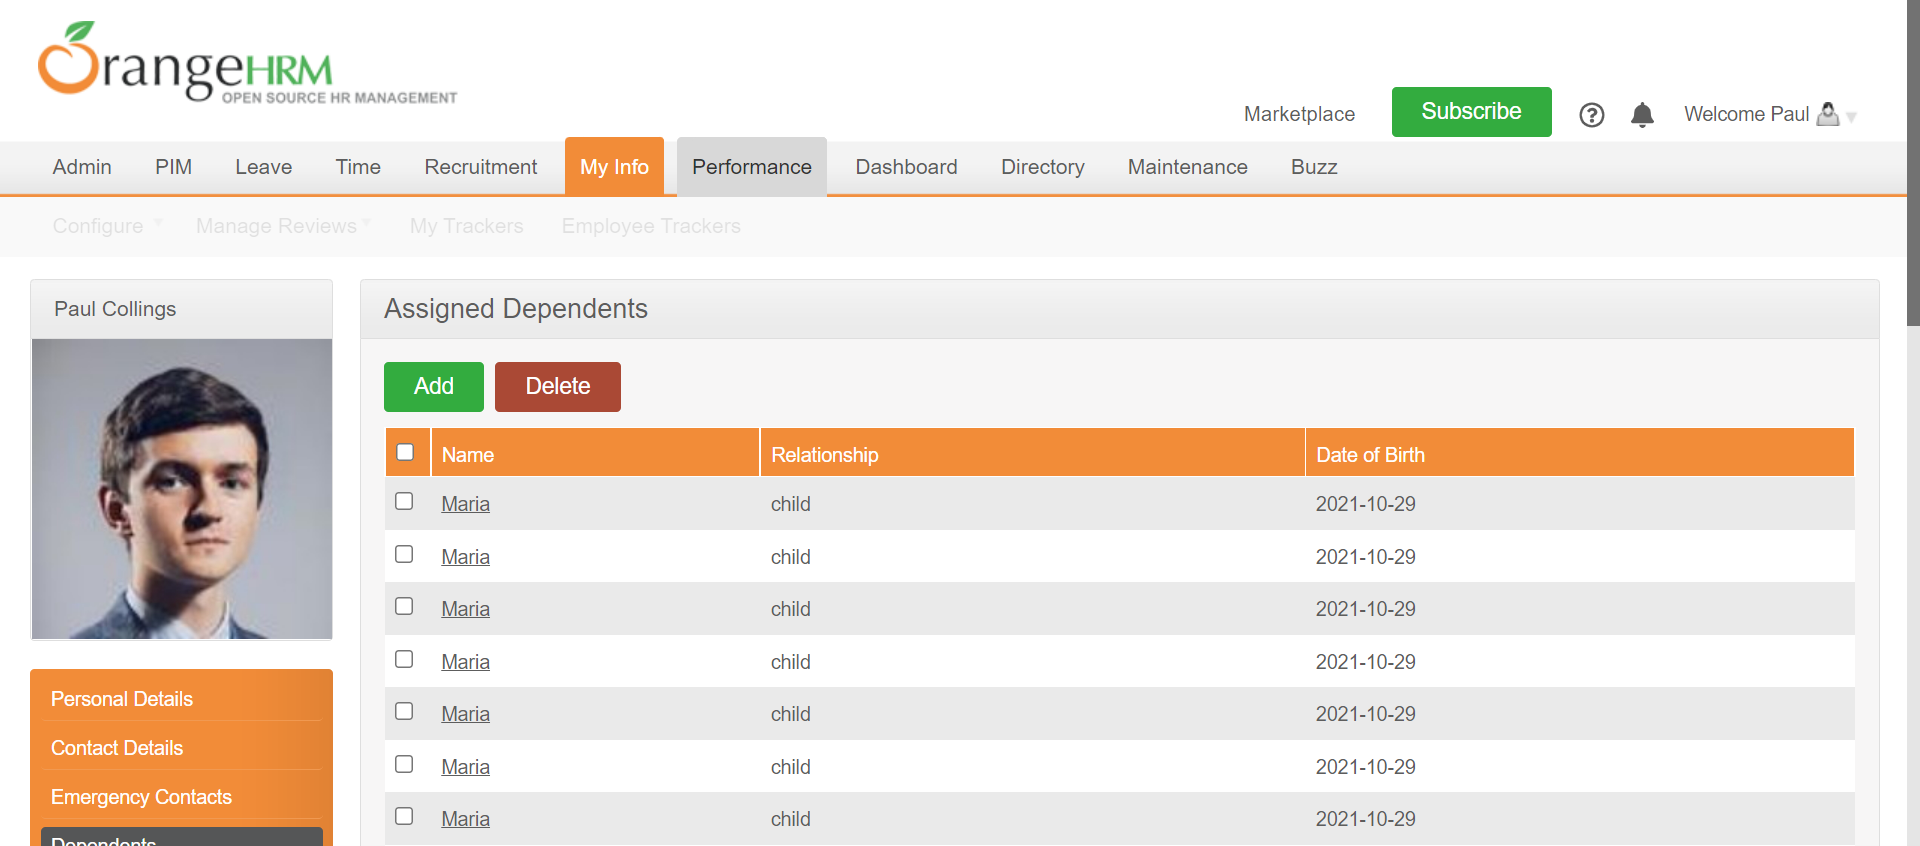 OrangeHRM
OPEN SOURCE HR MANAGEMENT
Marketplace
Subscribe
Welcome Paul
Admin PIM Leave Time Recruitment My Info Performance Dashboard Directory Maintenance Buzz
Configure Manage Reviews My Trackers Employee Trackers
Paul Collings
Assigned Dependents
Add Delete
Name Relationship Date of Birth
Maria child 2021-10-29
Maria child 2021-10-29
Maria child 2021-10-29
Maria child 2021-10-29
Maria child 2021-10-29
Maria child 2021-10-29
Maria child 2021-10-29
Personal Details
Contact Details
Emergency Contacts
Dependents